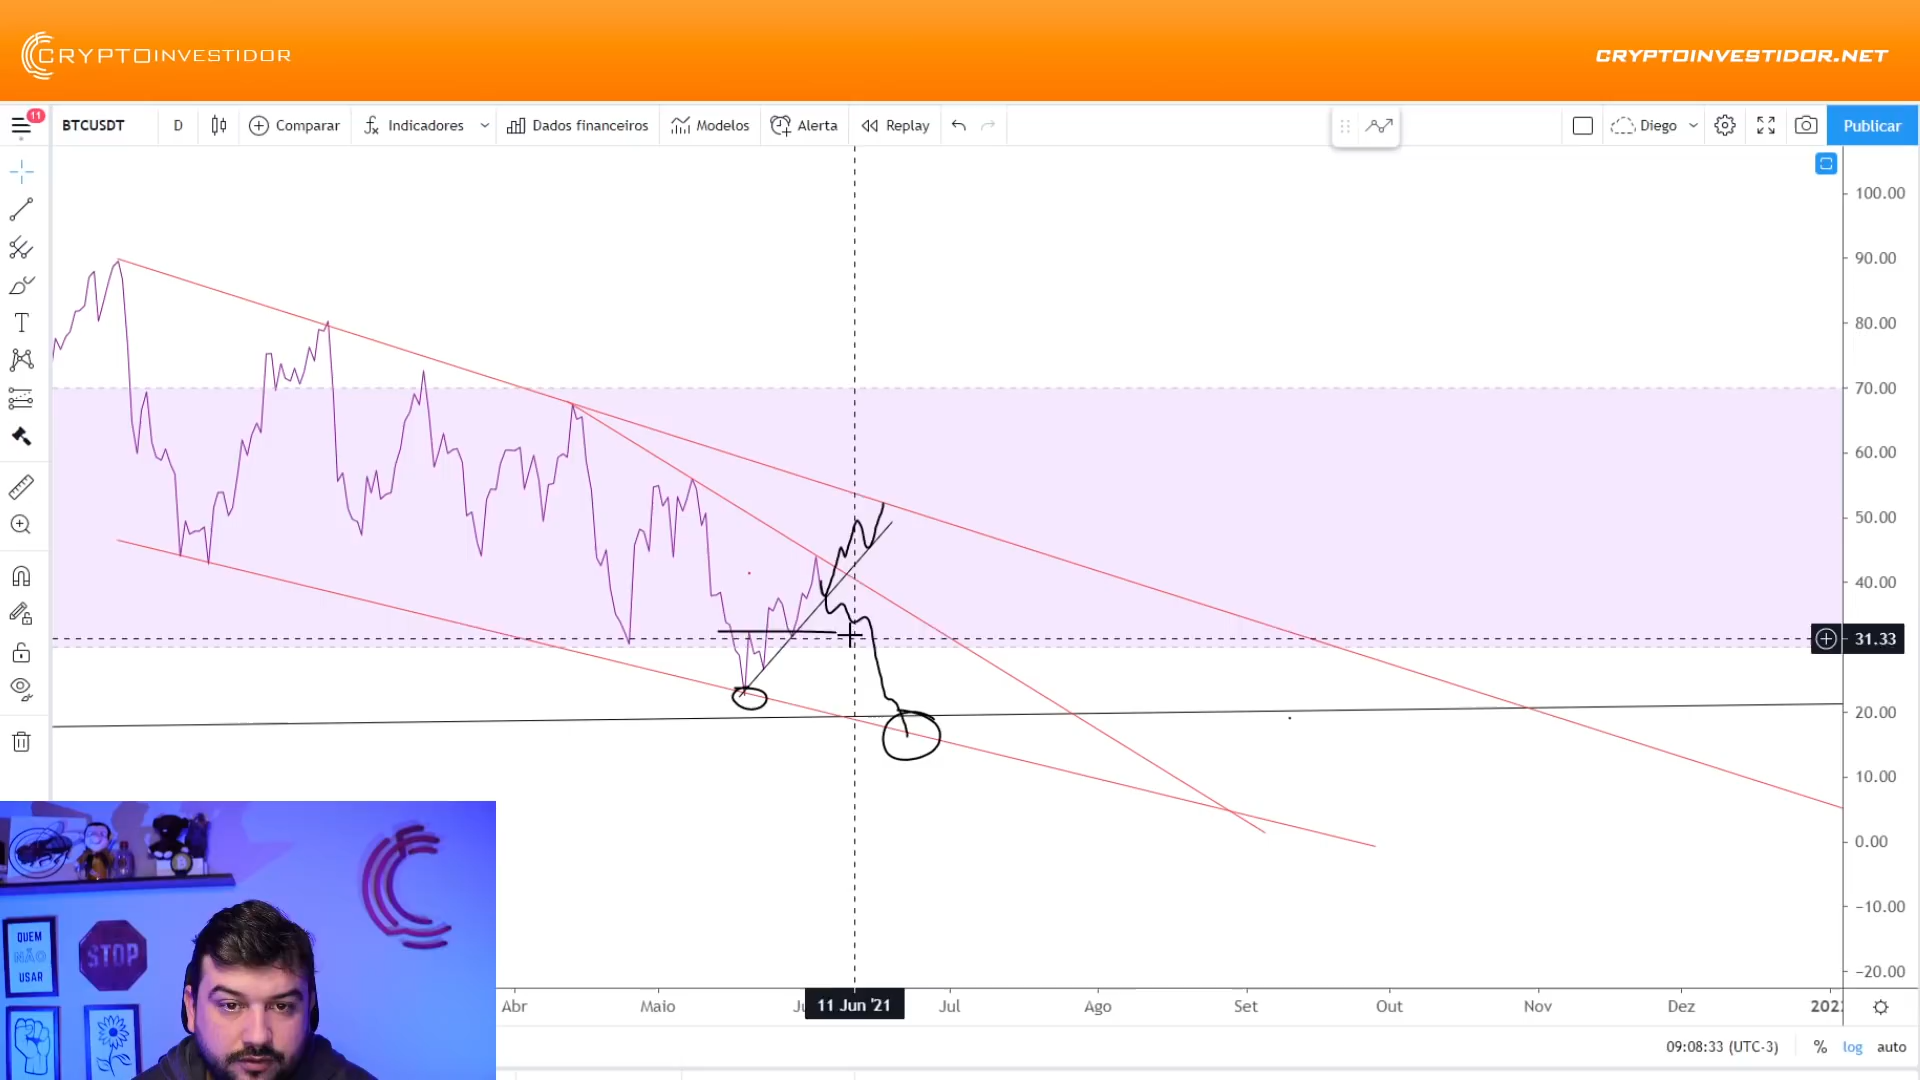 CRYPTOINVESTIDOR
CRYPTOINVESTIDOR.NET
11
BTCUSDT D Comparar Indicadores Dados financeiros Modelos Alerta Replay Diego Publicar
100.00
90.00
80.00
70.00
60.00
50.00
40.00
31.33
20.00
10.00
0.00
−10.00
−20.00
Abr Maio Ju 11 Jun '21 Jul Ago Set Out Nov Dez 202
09:08:33 (UTC-3) % log auto
QUEM
NÃO
USAR
STOP